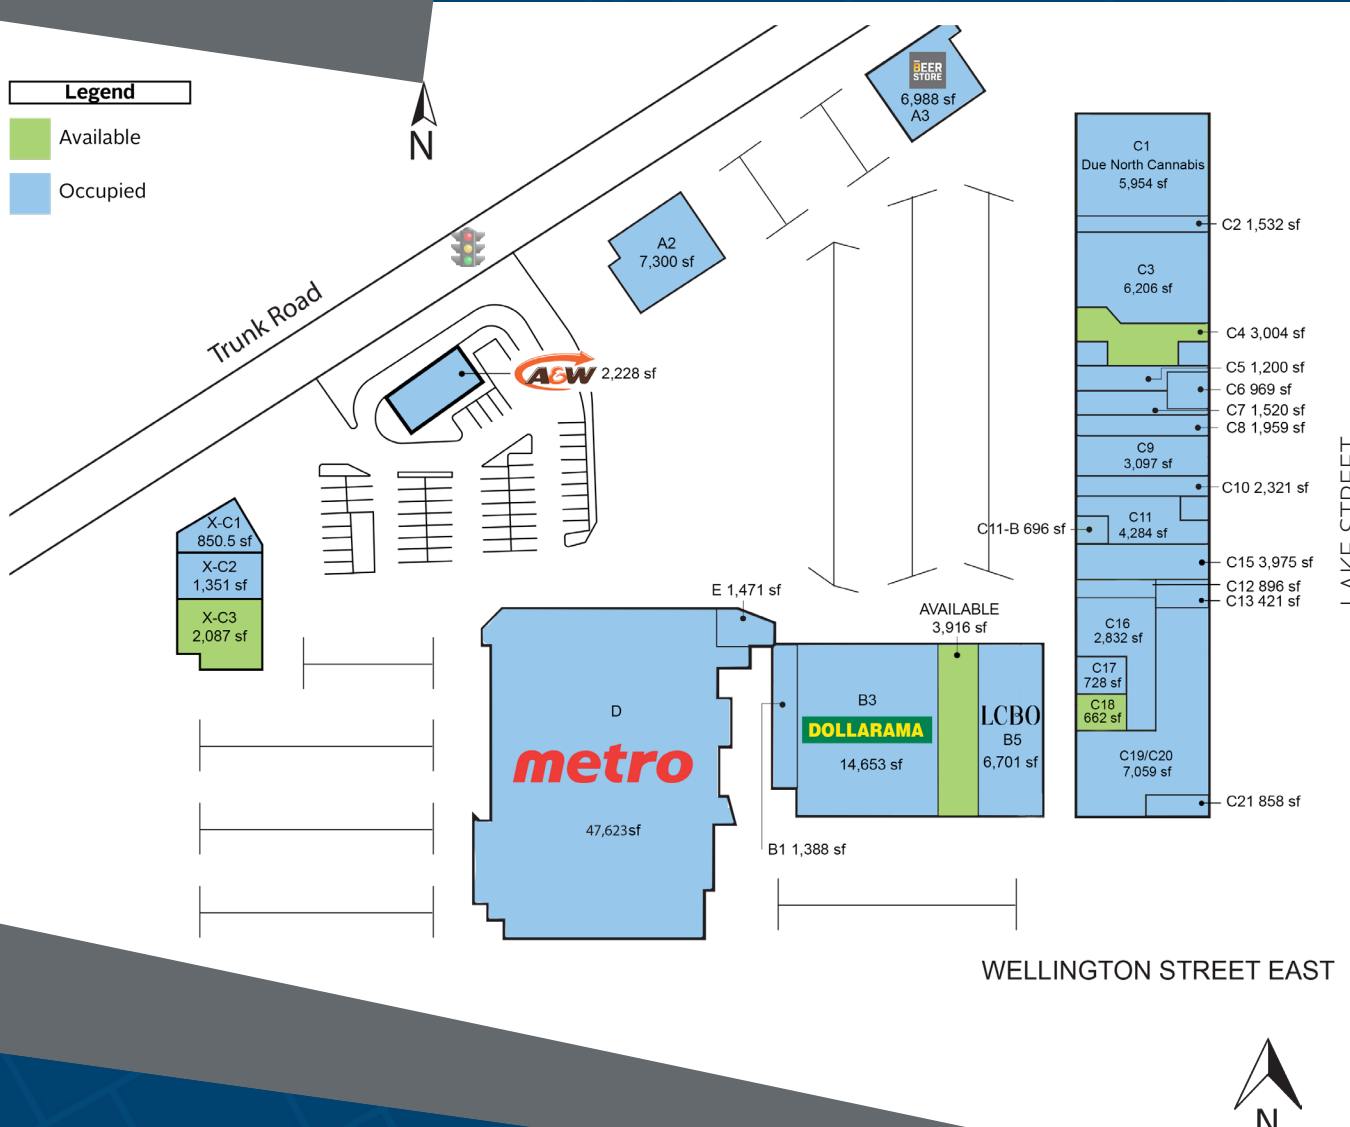 Legend
Available
Occupied
N
Trunk Road
BEER
STORE
6,988 sf
A3
A2
7,300 sf
A&W
2,228 sf
C1
Due North Cannabis
5,954 sf
C2 1,532 sf
C3
6,206 sf
C4 3,004 sf
C5 1,200 sf
C6 969 sf
C7 1,520 sf
C8 1,959 sf
C9
3,097 sf
C10 2,321 sf
C11
4,284 sf
C11-B 696 sf
C15 3,975 sf
C12 896 sf
C13 421 sf
C16
2,832 sf
C17
728 sf
C18
662 sf
C19/C20
7,059 sf
C21 858 sf
LAKE STREET
X-C1
850.5 sf
X-C2
1,351 sf
X-C3
2,087 sf
E 1,471 sf
D
metro
47,623sf
AVAILABLE
3,916 sf
B3
DOLLARAMA
14,653 sf
LCBO
B5
6,701 sf
B1 1,388 sf
WELLINGTON STREET EAST
N